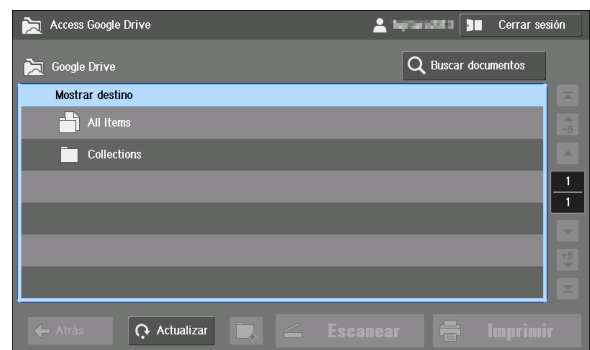 Access Google Drive
Cerrar sesión
Google Drive
Buscar documentos
Mostrar destino
All Items
Collections
-5
1
1
+5
Atrás
Actualizar
Escanear
Imprimir